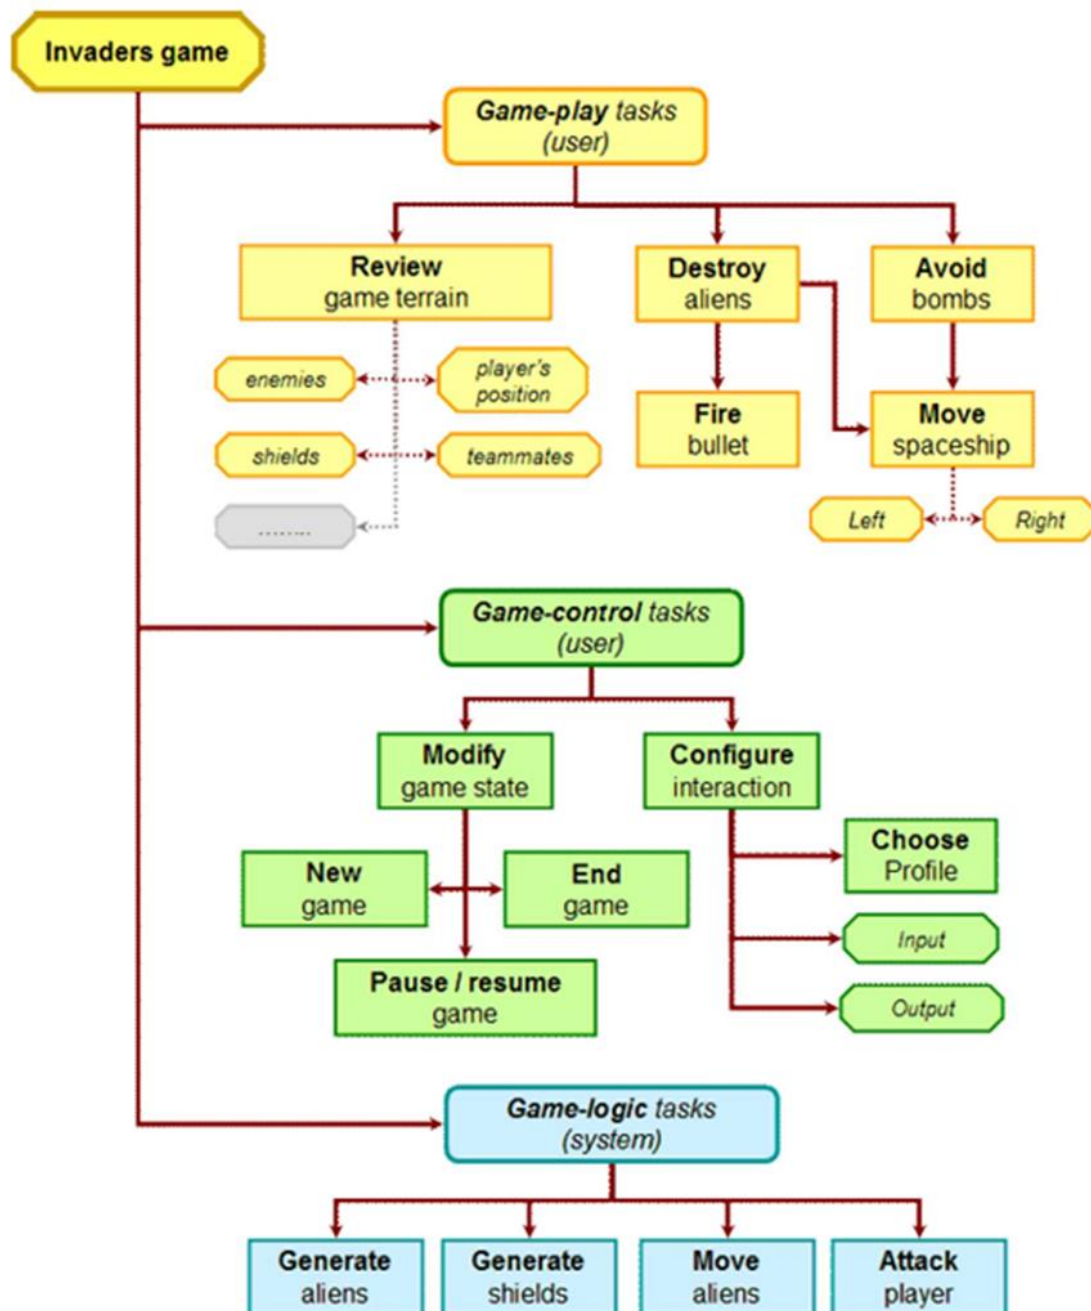 Invaders game
Game-play tasks
(user)
Review
game terrain
Destroy
aliens
Avoid
bombs
enemies
player's
position
Fire
bullet
Move
spaceship
shields
teammates
........
Left
Right
Game-control tasks
(user)
Modify
game state
Configure
interaction
Choose
Profile
New
game
End
game
Input
Pause / resume
game
Output
Game-logic tasks
(system)
Generate
aliens
Generate
shields
Move
aliens
Attack
player